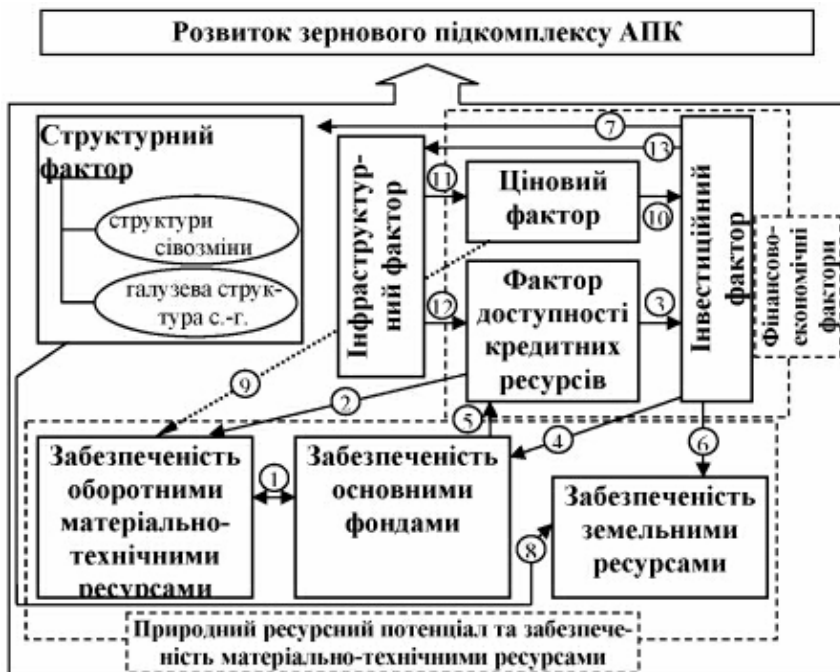 Розвиток зернового підкомплексу АПК
Структурний
фактор
структури
сівозміни
галузева струк-
тура с.-г.
Інфраструктур-
ний фактор
7
13
11
Ціновий
фактор
10
12
Фактор
доступності
кредитних
ресурсів
3
Інвестиційний
фактор
Фінансово-
економічні
фактори
9
2
5
4
6
Забезпеченість
оборотними
матеріально-
технічними
ресурсами
1
Забезпеченість
основними
фондами
8
Забезпеченість
земельними
ресурсами
Природний ресурсний потенціал та забезпече-
ність матеріально-технічними ресурсами